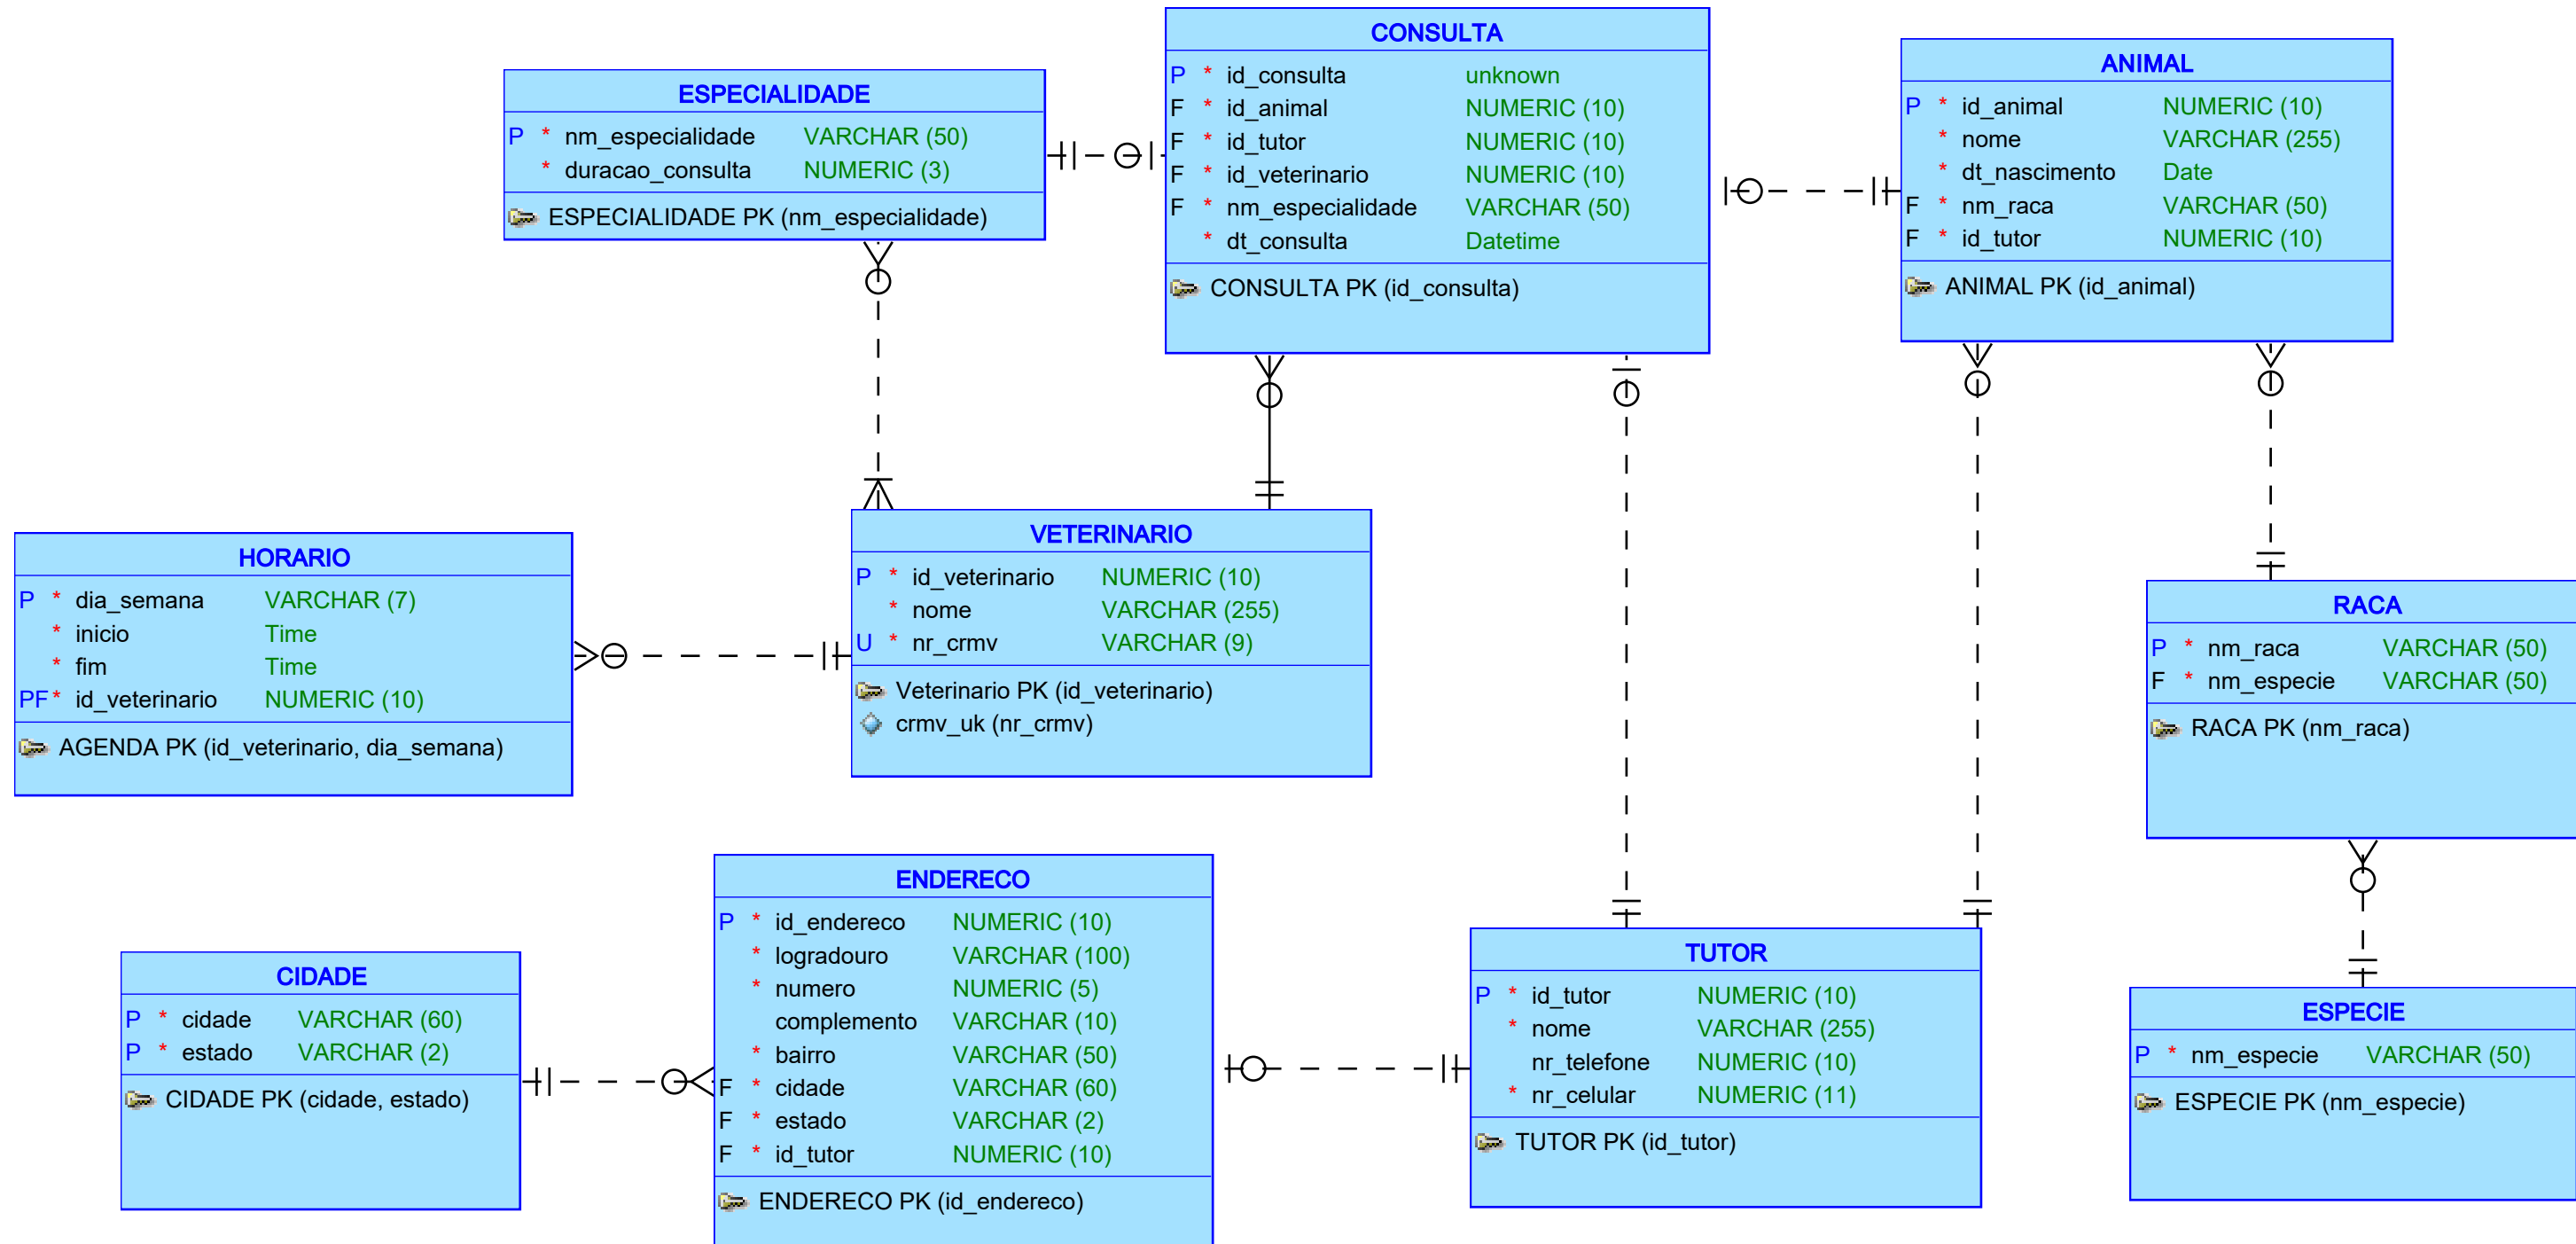 CONSULTA
P * id_consulta unknown
F * id_animal NUMERIC (10)
F * id_tutor NUMERIC (10)
F * id_veterinario NUMERIC (10)
F * nm_especialidade VARCHAR (50)
* dt_consulta Datetime
CONSULTA PK (id_consulta)
ANIMAL
P * id_animal NUMERIC (10)
* nome VARCHAR (255)
* dt_nascimento Date
F * nm_raca VARCHAR (50)
F * id_tutor NUMERIC (10)
ANIMAL PK (id_animal)
ESPECIALIDADE
P * nm_especialidade VARCHAR (50)
* duracao_consulta NUMERIC (3)
ESPECIALIDADE PK (nm_especialidade)
HORARIO
P * dia_semana VARCHAR (7)
* inicio Time
* fim Time
PF * id_veterinario NUMERIC (10)
AGENDA PK (id_veterinario, dia_semana)
VETERINARIO
P * id_veterinario NUMERIC (10)
* nome VARCHAR (255)
U * nr_crmv VARCHAR (9)
Veterinario PK (id_veterinario)
crmv_uk (nr_crmv)
RACA
P * nm_raca VARCHAR (50)
F * nm_especie VARCHAR (50)
RACA PK (nm_raca)
CIDADE
P * cidade VARCHAR (60)
P * estado VARCHAR (2)
CIDADE PK (cidade, estado)
ENDERECO
P * id_endereco NUMERIC (10)
* logradouro VARCHAR (100)
* numero NUMERIC (5)
complemento VARCHAR (10)
* bairro VARCHAR (50)
F * cidade VARCHAR (60)
F * estado VARCHAR (2)
F * id_tutor NUMERIC (10)
ENDERECO PK (id_endereco)
TUTOR
P * id_tutor NUMERIC (10)
* nome VARCHAR (255)
nr_telefone NUMERIC (10)
* nr_celular NUMERIC (11)
TUTOR PK (id_tutor)
ESPECIE
P * nm_especie VARCHAR (50)
ESPECIE PK (nm_especie)